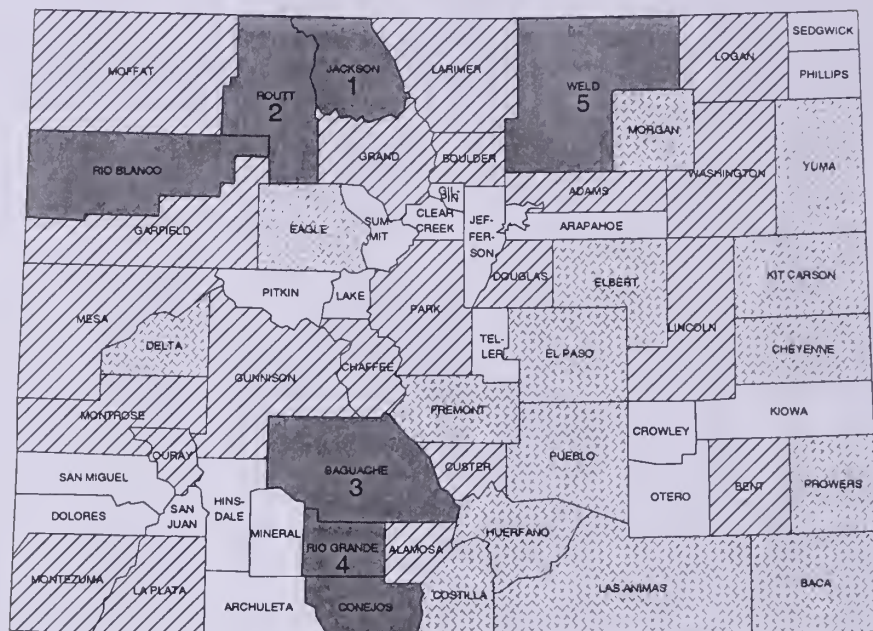 SEDGWICK
LOGAN
MOFFAT
JACKSON
1
LARIMER
WELD
5
PHILLIPS
ROUTT
2
MORGAN
RIO BLANCO
GRAND
BOULDER
WASHINGTON
YUMA
GIL-
PIN
ADAMS
CLEAR
CREEK
SUM-
MIT
JEF-
FER-
SON
ARAPAHOE
GARFIELD
EAGLE
DOUGLAS
ELBERT
KIT CARSON
PITKIN
LAKE
MESA
PARK
LINCOLN
DELTA
TEL-
LER
EL PASO
CHEYENNE
GUNNISON
CHAFFEE
FREMONT
MONTROSE
KIOWA
CROWLEY
OURAY
SAGUACHE
3
CUSTER
PUEBLO
SAN MIGUEL
OTERO
BENT
PROWERS
SAN
JUAN
HINS-
DALE
DOLORES
MINERAL
HUERFANO
RIO GRANDE
4
ALAMOSA
MONTEZUMA
LA PLATA
ARCHULETA
CONEJOS
COSTILLA
LAS ANIMAS
BACA